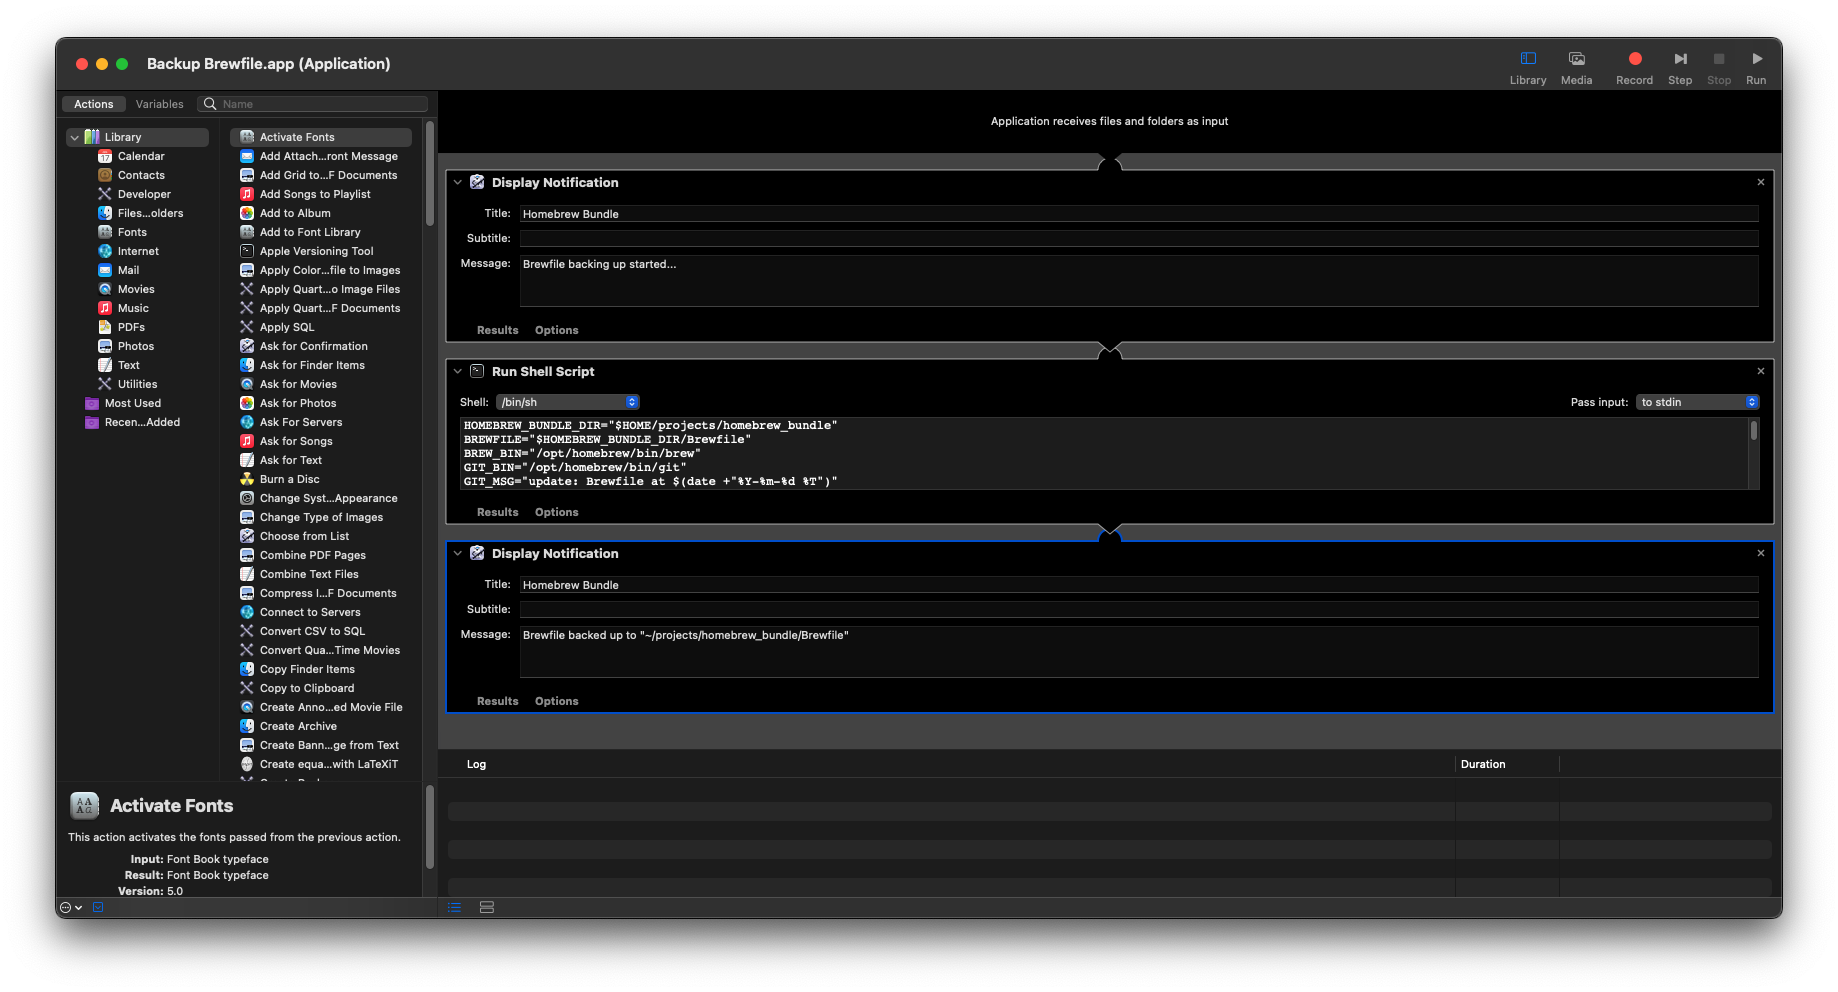 Backup Brewfile.app (Application)
Library
Media
Record
Step
Stop
Run
Actions
Variables
Name
Library
Calendar
Contacts
Developer
Files...olders
Fonts
Internet
Mail
Movies
Music
PDFs
Photos
Text
Utilities
Most Used
Recen...Added
Activate Fonts
Add Attach...ront Message
Add Grid to...F Documents
Add Songs to Playlist
Add to Album
Add to Font Library
Apple Versioning Tool
Apply Color...file to Images
Apply Quart...o Image Files
Apply Quart...F Documents
Apply SQL
Ask for Confirmation
Ask for Finder Items
Ask for Movies
Ask for Photos
Ask For Servers
Ask for Songs
Ask for Text
Burn a Disc
Change Syst...Appearance
Change Type of Images
Choose from List
Combine PDF Pages
Combine Text Files
Compress I...F Documents
Connect to Servers
Convert CSV to SQL
Convert Qua...Time Movies
Copy Finder Items
Copy to Clipboard
Create Anno...ed Movie File
Create Archive
Create Bann...ge from Text
Create equa...with LaTeXiT
Activate Fonts
This action activates the fonts passed from the previous action.
Input: Font Book typeface
Result: Font Book typeface
Version: 5.0
Application receives files and folders as input
Display Notification
Title: Homebrew Bundle
Subtitle:
Message: Brewfile backing up started...
Results Options
Run Shell Script
Shell: /bin/sh
Pass input: to stdin
HOMEBREW_BUNDLE_DIR="$HOME/projects/homebrew_bundle"
BREWFILE="$HOMEBREW_BUNDLE_DIR/Brewfile"
BREW_BIN="/opt/homebrew/bin/brew"
GIT_BIN="/opt/homebrew/bin/git"
GIT_MSG="update: Brewfile at $(date +"%Y-%m-%d %T")"
Results Options
Display Notification
Title: Homebrew Bundle
Subtitle:
Message: Brewfile backed up to "~/projects/homebrew_bundle/Brewfile"
Results Options
Log
Duration